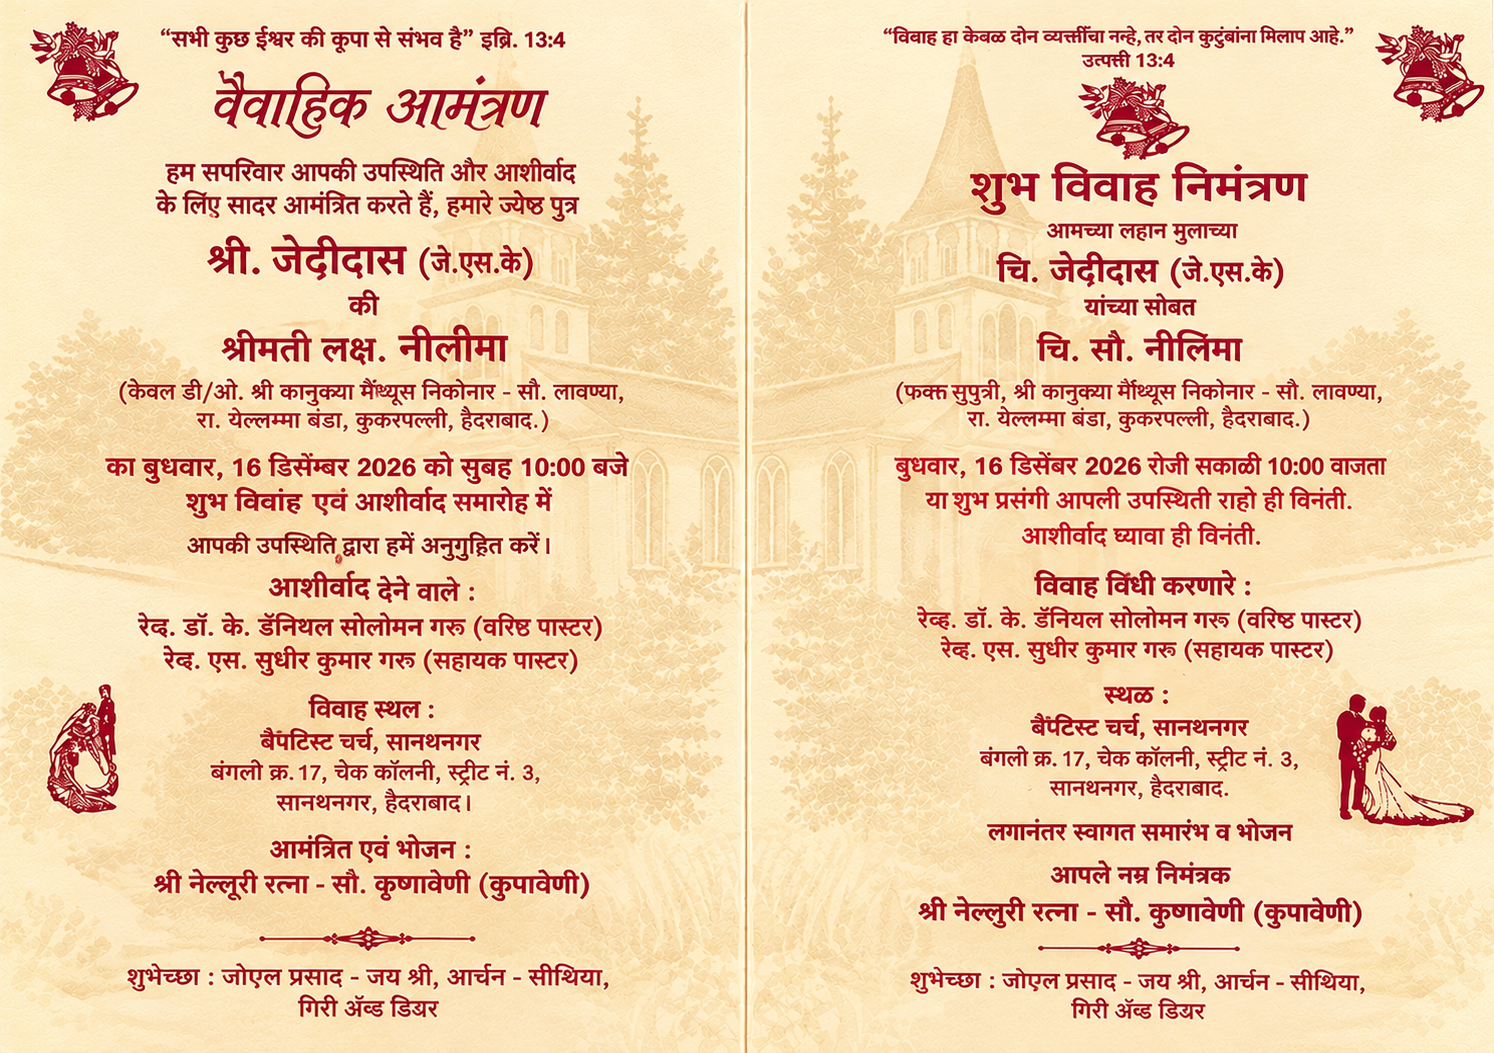 “सभी कुछ ईश्वर की कृपा से संभव है” इब्रि. 13:4
वैवाहिक आमंत्रण
हम सपरिवार आपकी उपस्थिति और आशीर्वाद
के लिए सादर आमंत्रित करते हैं, हमारे ज्येष्ठ पुत्र
श्री. जेदीदास (जे.एस.के)
की
श्रीमती लक्ष. नीलीमा
(केवल डी/ओ. श्री कानुक्या मैंथ्यूस निकोनार - सौ. लावण्या,
रा. येल्लम्मा बंडा, कुकरपल्ली, हैदराबाद.)
का बुधवार, 16 डिसेंम्बर 2026 को सुबह 10:00 बजे
शुभ विवांह एवं आशीर्वाद समारोह में
आपकी उपस्थिति द्वारा हमें अनुगुह्रित करें।
आशीर्वाद देने वाले :
रेव्ह. डॉ. के. डॅनिथल सोलोमन गरू (वरिष्ठ पास्टर)
रेव्ह. एस. सुधीर कुमार गरू (सहायक पास्टर)
विवाह स्थल :
बैंपटिस्ट चर्च, सानथनगर
बंगली क्र. 17, चेक कॉलनी, स्ट्रीट नं. 3,
सानथनगर, हैदराबाद।
आमंत्रित एवं भोजन :
श्री नेल्लूरी रत्ना - सौ. कृष्णावेणी (कुपावेणी)
शुभेच्छा : जोएल प्रसाद - जय श्री, आर्चन - सीथिया,
गिरी ॲव्ड डियर
“विवाह हा केवळ दोन व्यक्तींचा नन्हे, तर दोन कुटुंबांना मिलाप आहे.”
उत्पत्ती 13:4
शुभ विवाह निमंत्रण
आमच्या लहान मुलाच्या
चि. जेदीदास (जे.एस.के)
यांच्या सोबत
चि. सौ. नीलिमा
(फक्त सुपुत्री, श्री कानुक्या मैंथ्यूस निकोनार - सौ. लावण्या,
रा. येल्लम्मा बंडा, कुकरपल्ली, हैदराबाद.)
बुधवार, 16 डिसेंबर 2026 रोजी सकाळी 10:00 वाजता
या शुभ प्रसंगी आपली उपस्थिती राहो ही विनंती.
आशीर्वाद घ्यावा ही विनंती.
विवाह विधी करणारे :
रेव्ह. डॉ. के. डॅनियल सोलोमन गरू (वरिष्ठ पास्टर)
रेव्ह. एस. सुधीर कुमार गरू (सहायक पास्टर)
स्थळ :
बैंपटिस्ट चर्च, सानथनगर
बंगली क्र. 17, चेक कॉलनी, स्ट्रीट नं. 3,
सानथनगर, हैदराबाद.
लगानंतर स्वागत समारंभ व भोजन
आपले नम्र निमंत्रक
श्री नेल्लुरी रत्ना - सौ. कृष्णावेणी (कुपावेणी)
शुभेच्छा : जोएल प्रसाद - जय श्री, आर्चन - सीथिया,
गिरी ॲव्ड डियर